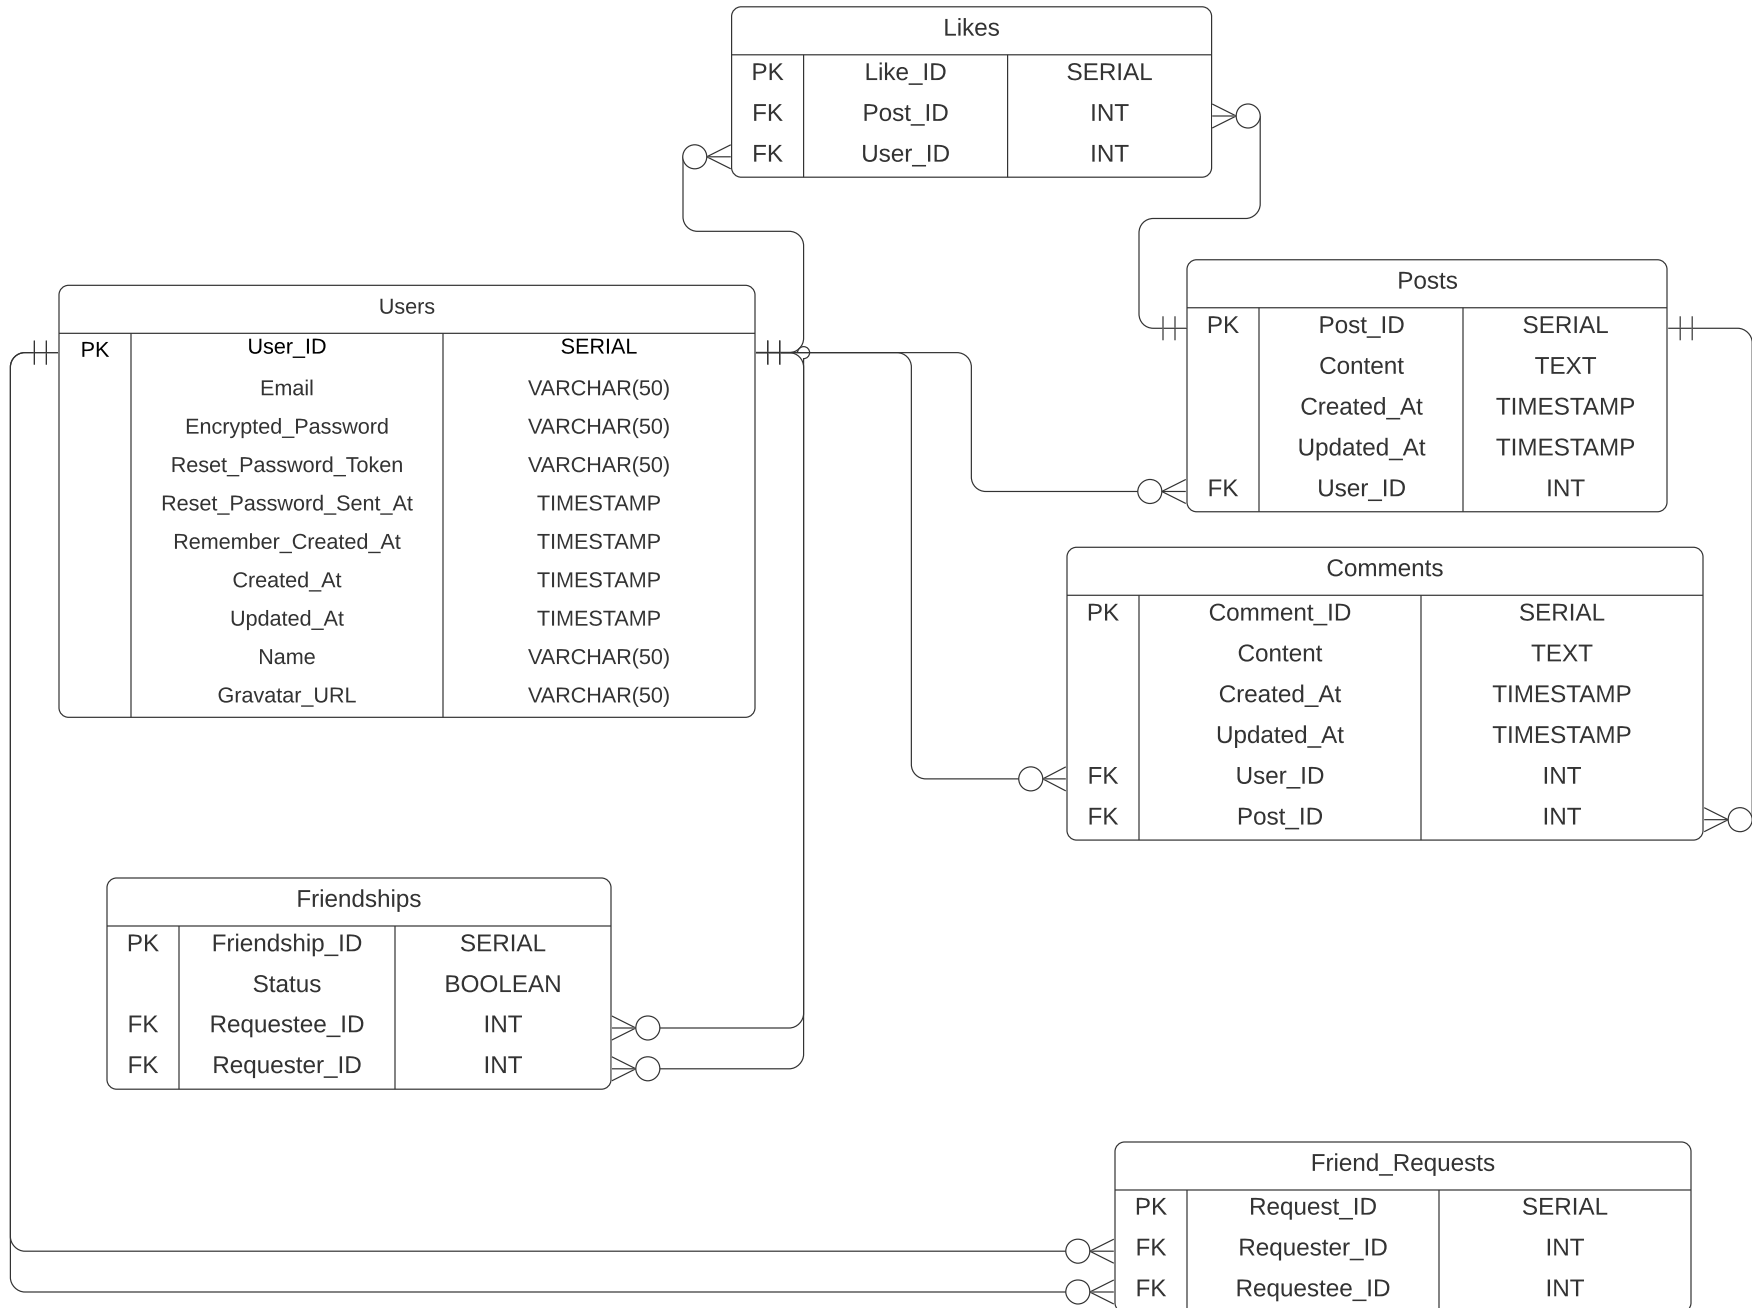 Likes
PK Like_ID SERIAL
FK Post_ID INT
FK User_ID INT
Users
PK User_ID SERIAL
Email VARCHAR(50)
Encrypted_Password VARCHAR(50)
Reset_Password_Token VARCHAR(50)
Reset_Password_Sent_At TIMESTAMP
Remember_Created_At TIMESTAMP
Created_At TIMESTAMP
Updated_At TIMESTAMP
Name VARCHAR(50)
Gravatar_URL VARCHAR(50)
Posts
PK Post_ID SERIAL
Content TEXT
Created_At TIMESTAMP
Updated_At TIMESTAMP
FK User_ID INT
Comments
PK Comment_ID SERIAL
Content TEXT
Created_At TIMESTAMP
Updated_At TIMESTAMP
FK User_ID INT
FK Post_ID INT
Friendships
PK Friendship_ID SERIAL
Status BOOLEAN
FK Requestee_ID INT
FK Requester_ID INT
Friend_Requests
PK Request_ID SERIAL
FK Requester_ID INT
FK Requestee_ID INT